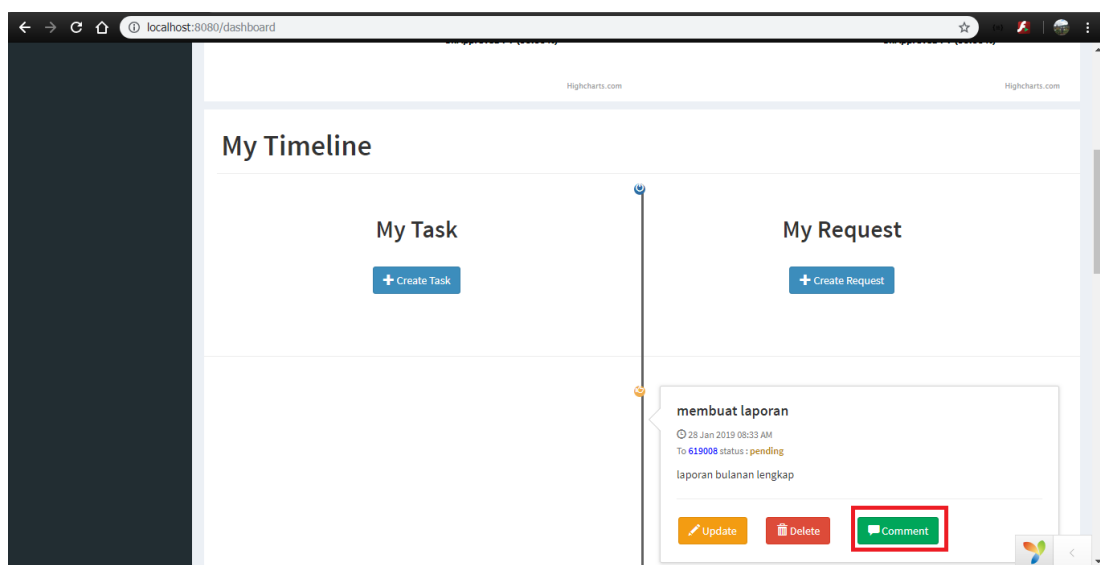 localhost:8080/dashboard
Highcharts.com
Highcharts.com
My Timeline
My Task
Create Task
My Request
Create Request
membuat laporan
28 Jan 2019 08:33 AM
To 619008 status : pending
laporan bulanan lengkap
Update
Delete
Comment